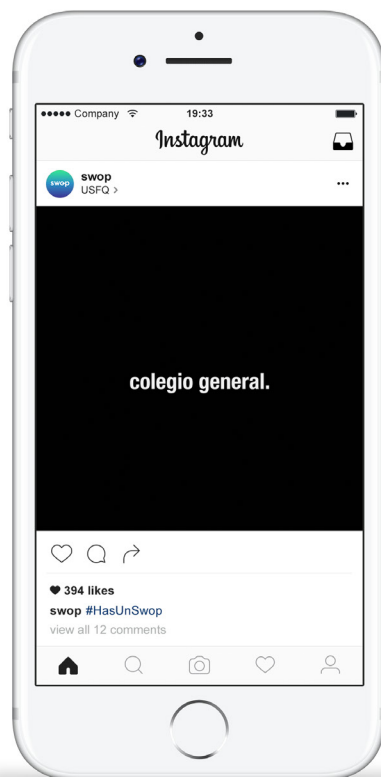 Company 19:33
Instagram
swop
swop
USFQ >
colegio general.
394 likes
swop #HasUnSwop
view all 12 comments